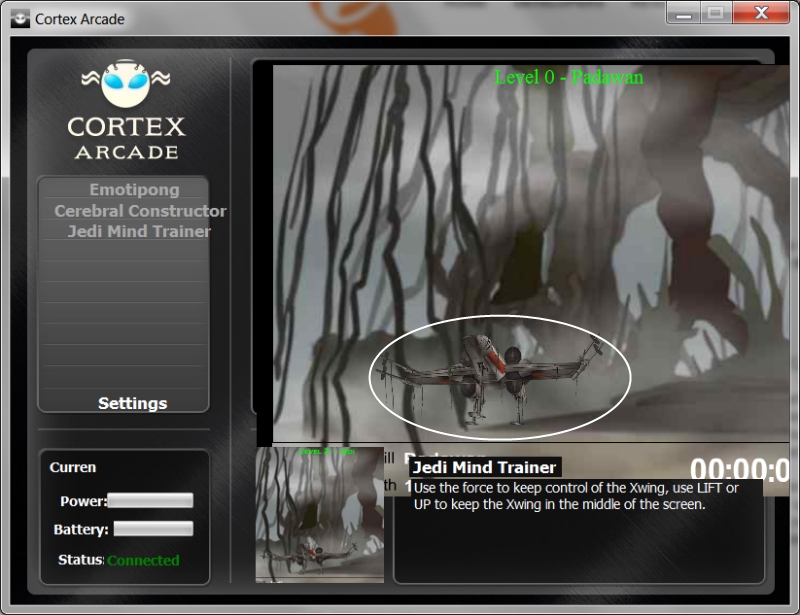 Cortex Arcade
CORTEX
ARCADE
Emotipong
Cerebral Constructor
Jedi Mind Trainer
Settings
Curren
Power:
Battery:
Status: Connected
Level 0 - Padawan
00:00:0
Jedi Mind Trainer
Use the force to keep control of the Xwing, use LIFT or
UP to keep the Xwing in the middle of the screen.